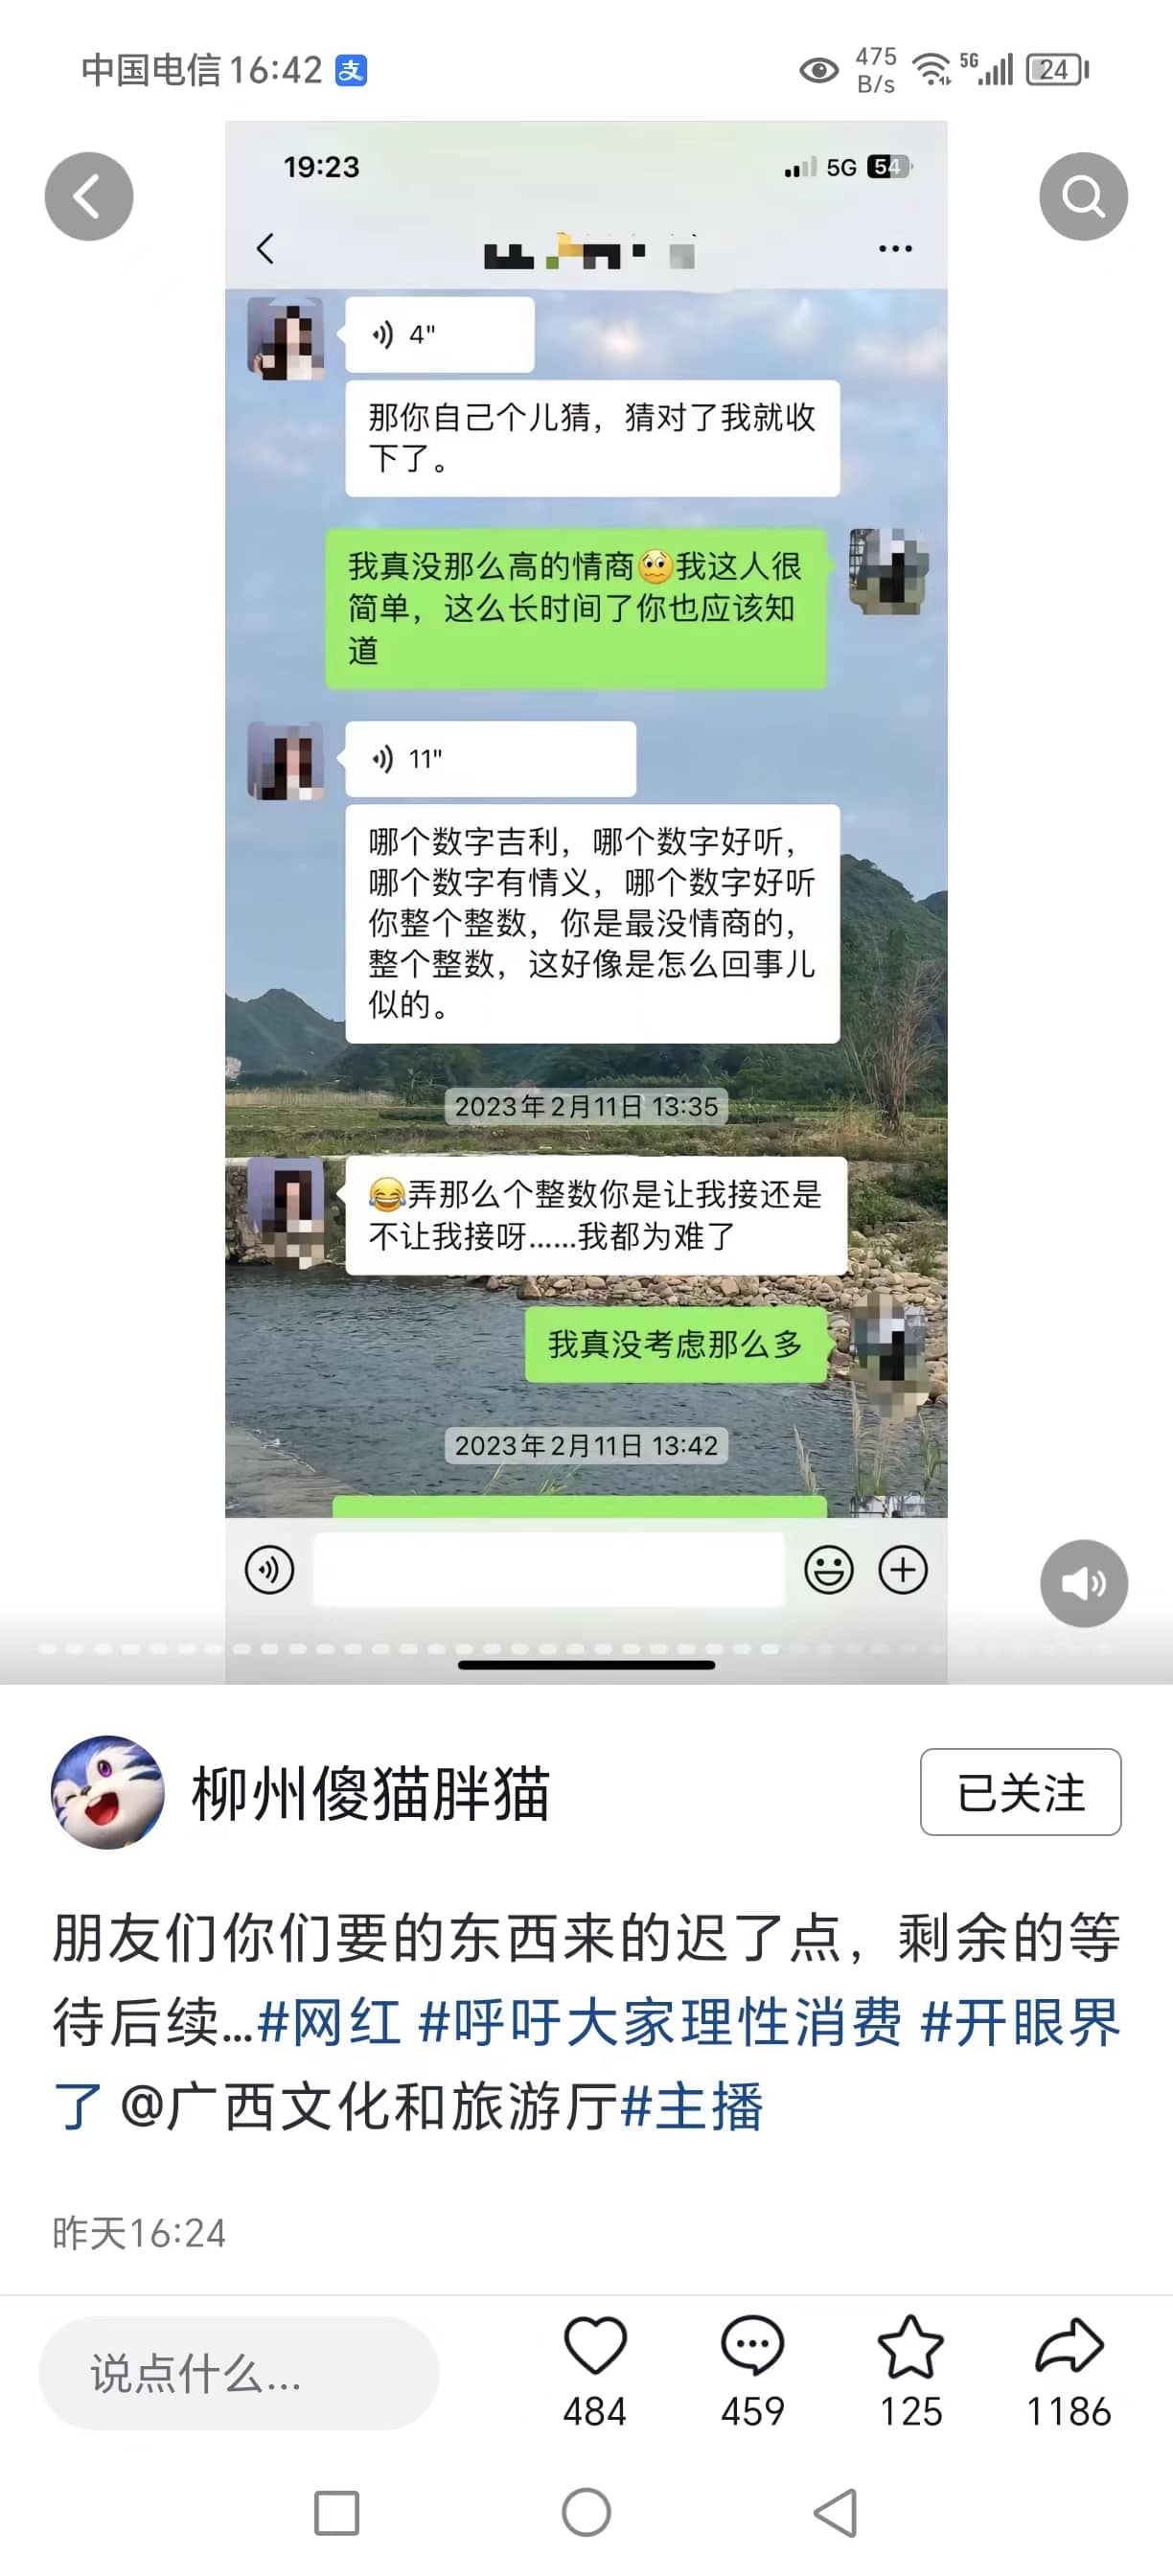 中国电信 16:42 支
475 B/s 5G 24
19:23 5G 54
4"
那你自己个儿猜，猜对了我就收
下了。
我真没那么高的情商🥴我这人很
简单，这么长时间了你也应该知
道
11"
哪个数字吉利，哪个数字好听，
哪个数字有情义，哪个数字好听
你整个整数，你是最没情商的，
整个整数，这好像是怎么回事儿
似的。
2023年2月11日 13:35
😂弄那么个整数你是让我接还是
不让我接呀……我都为难了
我真没考虑那么多
2023年2月11日 13:42
柳州傻猫胖猫
已关注
朋友们你们要的东西来的迟了点，剩余的等
待后续…#网红 #呼吁大家理性消费 #开眼界
了 @广西文化和旅游厅#主播
昨天16:24
说点什么...
484 459 125 1186